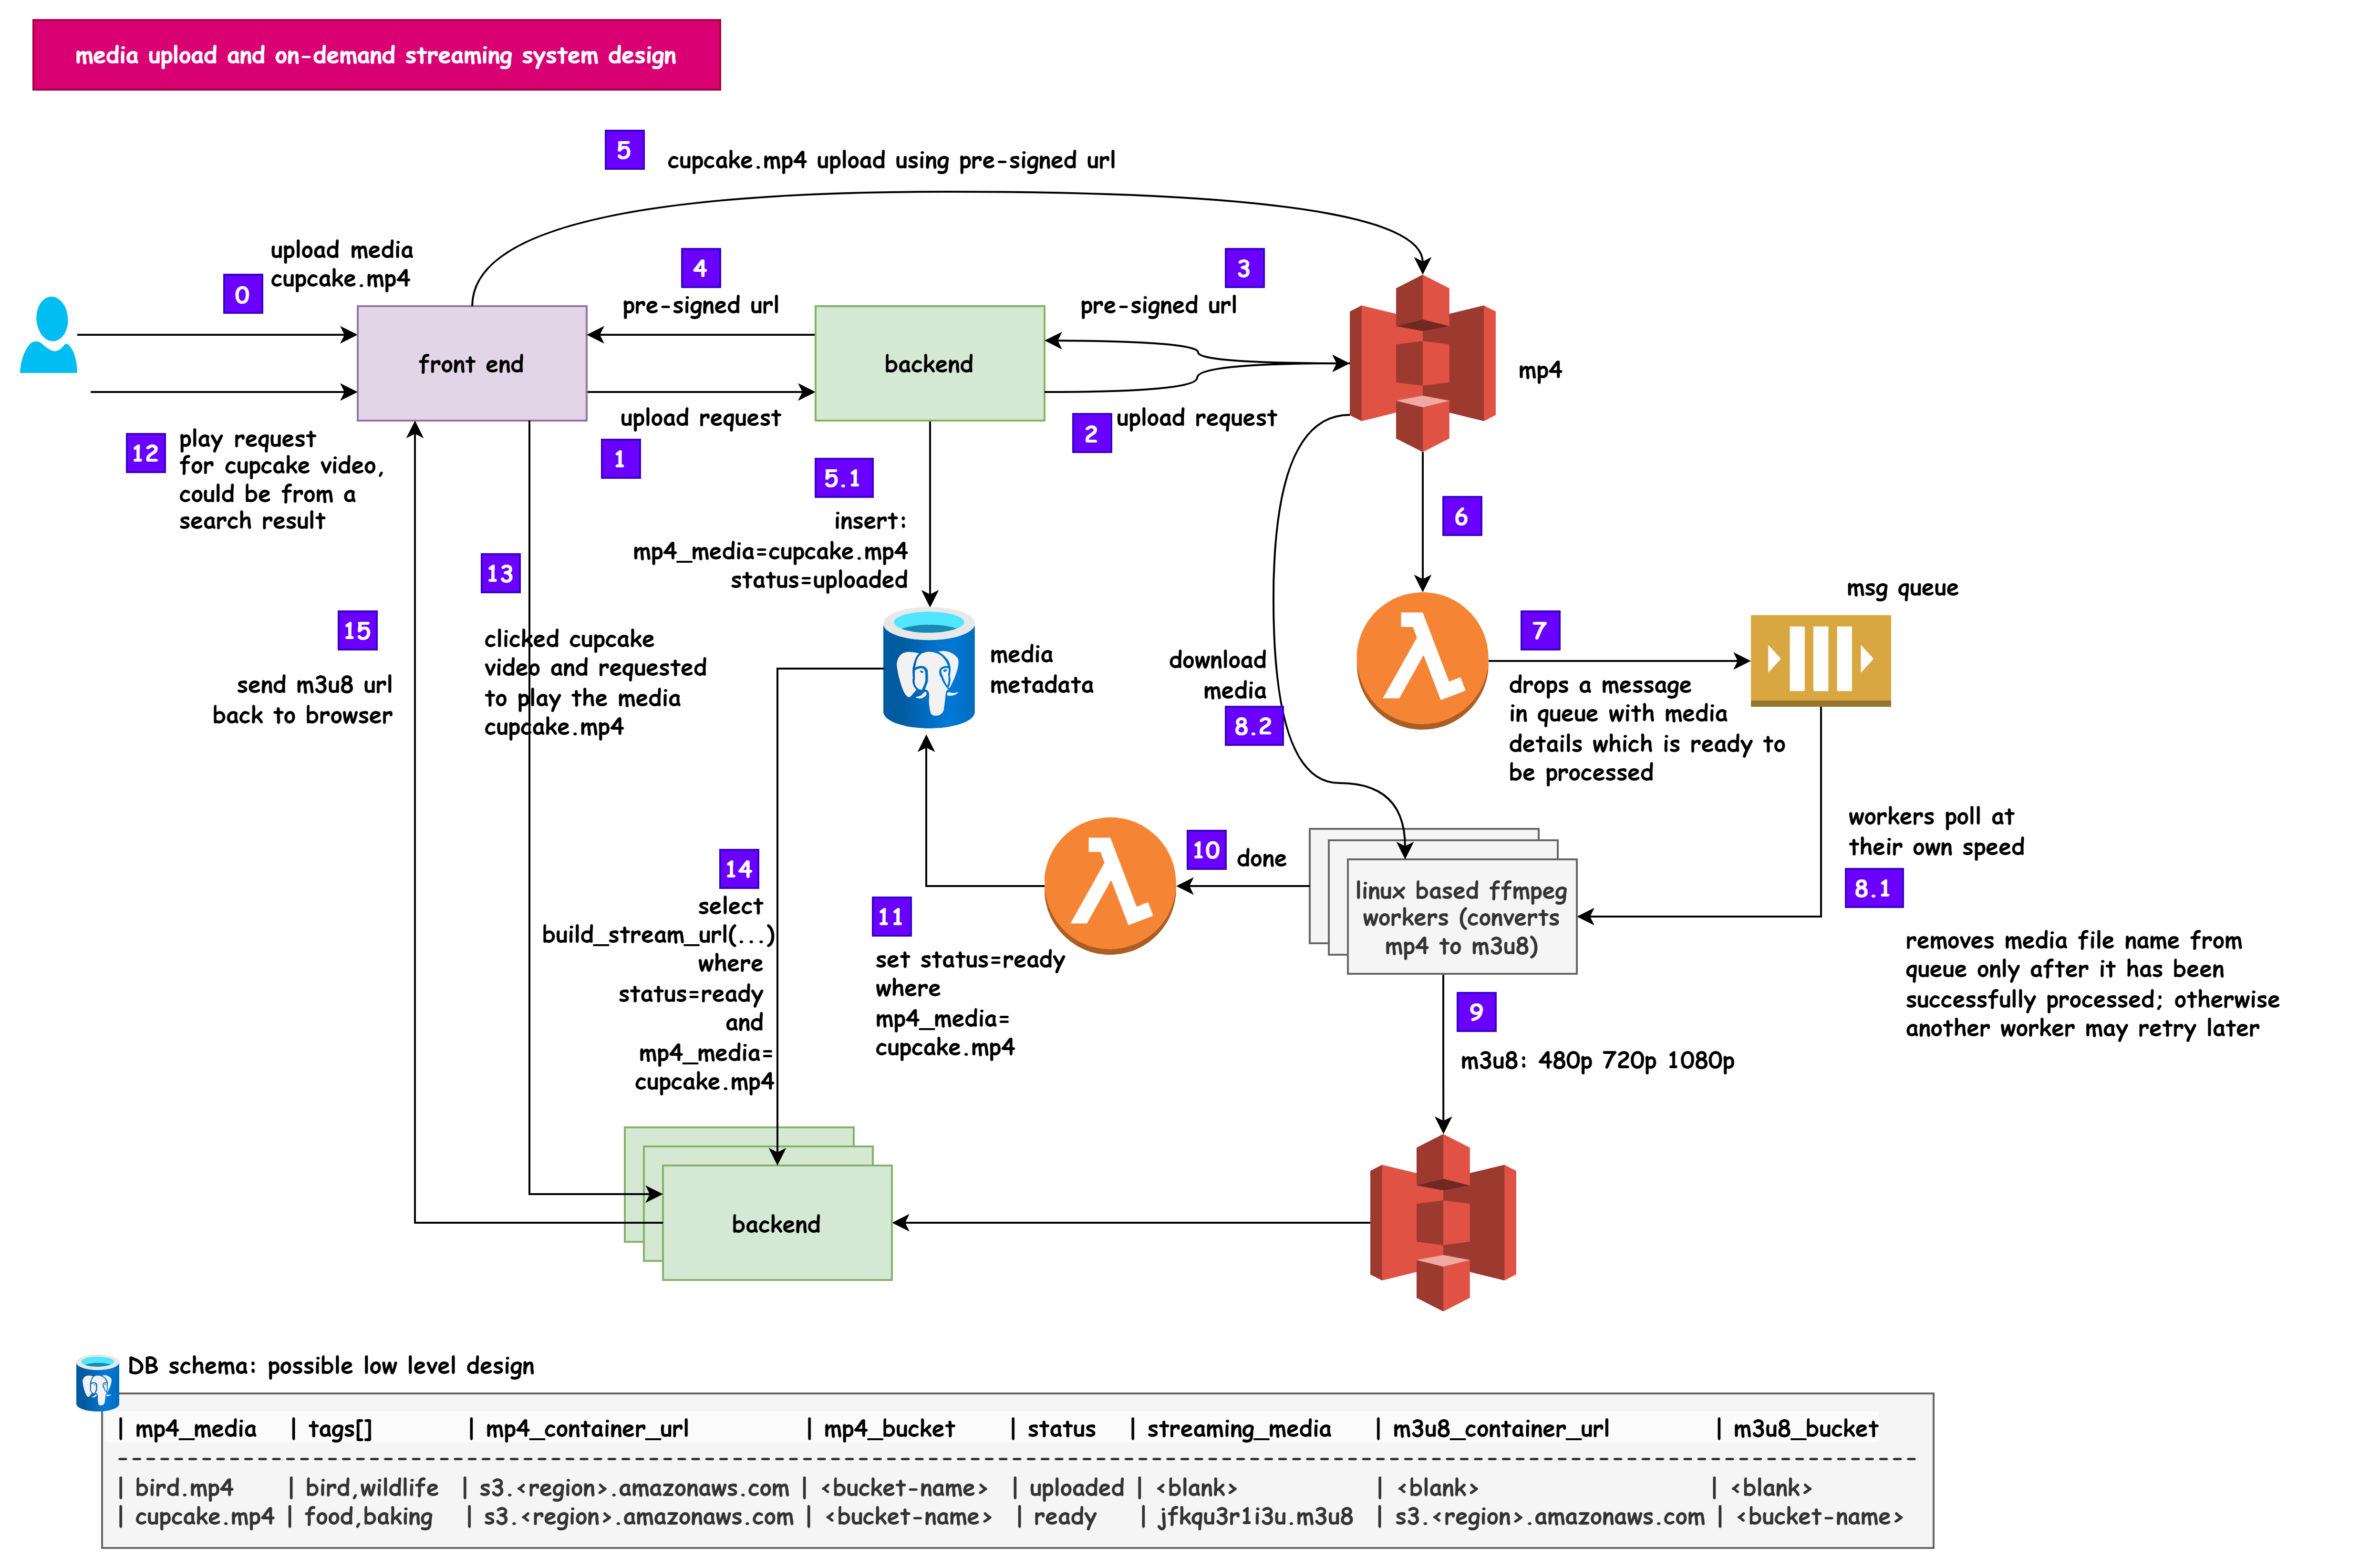 media upload and on-demand streaming system design
5
cupcake.mp4 upload using pre-signed url
0
upload media
cupcake.mp4
4
pre-signed url
3
pre-signed url
front end
backend
mp4
1
upload request
2
upload request
12
play request
for cupcake video,
could be from a
search result
5.1
insert:
mp4_media=cupcake.mp4
status=uploaded
6
13
clicked cupcake
video and requested
to play the media
cupcake.mp4
15
send m3u8 url
back to browser
media
metadata
download
media
8.2
7
drops a message
in queue with media
details which is ready to
be processed
msg queue
workers poll at
their own speed
8.1
removes media file name from
queue only after it has been
successfully processed; otherwise
another worker may retry later
10
done
linux based ffmpeg
workers (converts
mp4 to m3u8)
14
select
build_stream_url(...)
where
status=ready
and
mp4_media=
cupcake.mp4
11
set status=ready
where
mp4_media=
cupcake.mp4
9
m3u8: 480p 720p 1080p
backend
DB schema: possible low level design
| mp4_media | tags[] | mp4_container_url | mp4_bucket | status | streaming_media | m3u8_container_url | m3u8_bucket
| bird.mp4 | bird,wildlife | s3.<region>.amazonaws.com | <bucket-name> | uploaded | <blank> | <blank> | <blank>
| cupcake.mp4 | food,baking | s3.<region>.amazonaws.com | <bucket-name> | ready | jfkqu3r1i3u.m3u8 | s3.<region>.amazonaws.com | <bucket-name>